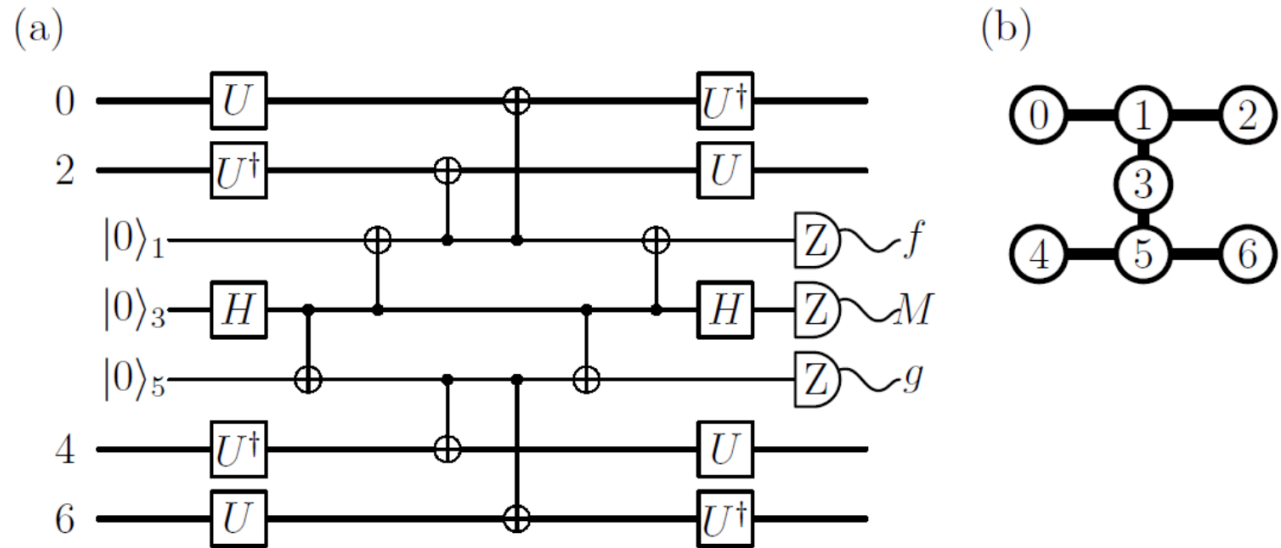 (a)
(b)
0 U U†
2 U† U
|0⟩₁ Z f
|0⟩₃ H H Z M
|0⟩₅ Z g
4 U† U
6 U U†
0 1 2
3
4 5 6